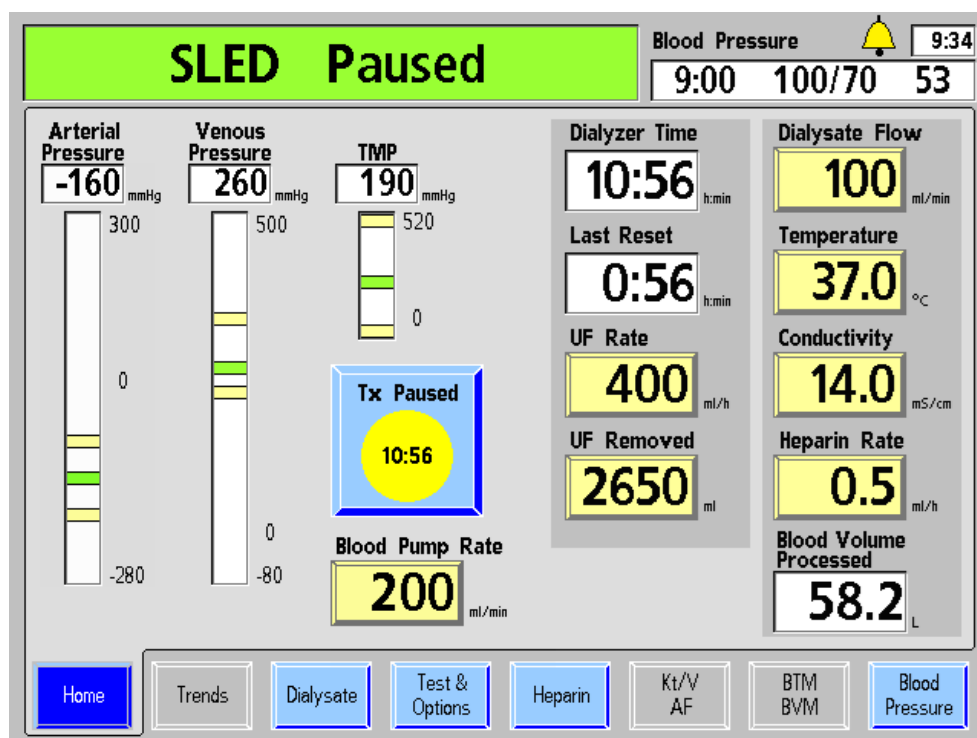 SLED Paused
Blood Pressure
9:34
9:00 100/70 53
Arterial
Pressure
-160 mmHg
300
0
-280
Venous
Pressure
260 mmHg
500
0
-80
TMP
190 mmHg
520
0
Tx Paused
10:56
Blood Pump Rate
200 ml/min
Dialyzer Time
10:56 h:min
Last Reset
0:56 h:min
UF Rate
400 ml/h
UF Removed
2650 ml
Dialysate Flow
100 ml/min
Temperature
37.0 °C
Conductivity
14.0 mS/cm
Heparin Rate
0.5 ml/h
Blood Volume
Processed
58.2 L
Home
Trends
Dialysate
Test &
Options
Heparin
Kt/V
AF
BTM
BVM
Blood
Pressure